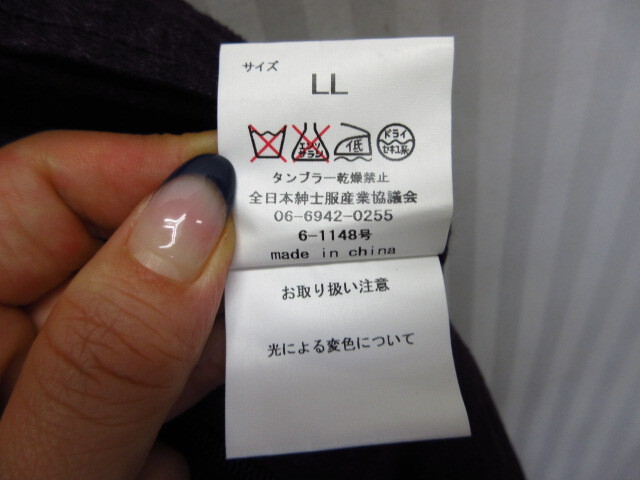 サイズ
LL
エンソ
サラシ
低
ドライ
セキユ系
タンブラー乾燥禁止
全日本紳士服産業協議会
06-6942-0255
6-1148号
made in china
お取り扱い注意
光による変色について